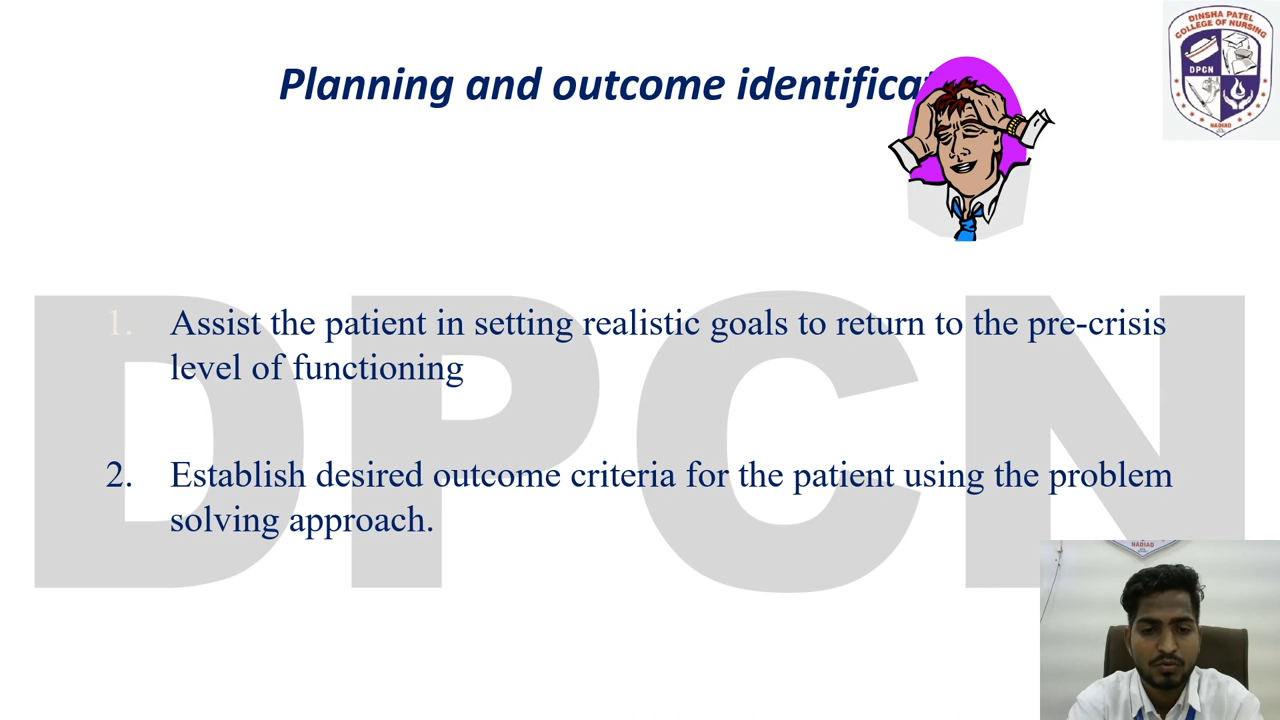 DINSHA PATEL
COLLEGE OF NURSING
DPCN
NADIAD
Planning and outcome identifica
1. Assist the patient in setting realistic goals to return to the pre-crisis
level of functioning
2. Establish desired outcome criteria for the patient using the problem
solving approach.
DPCN
NADIAD